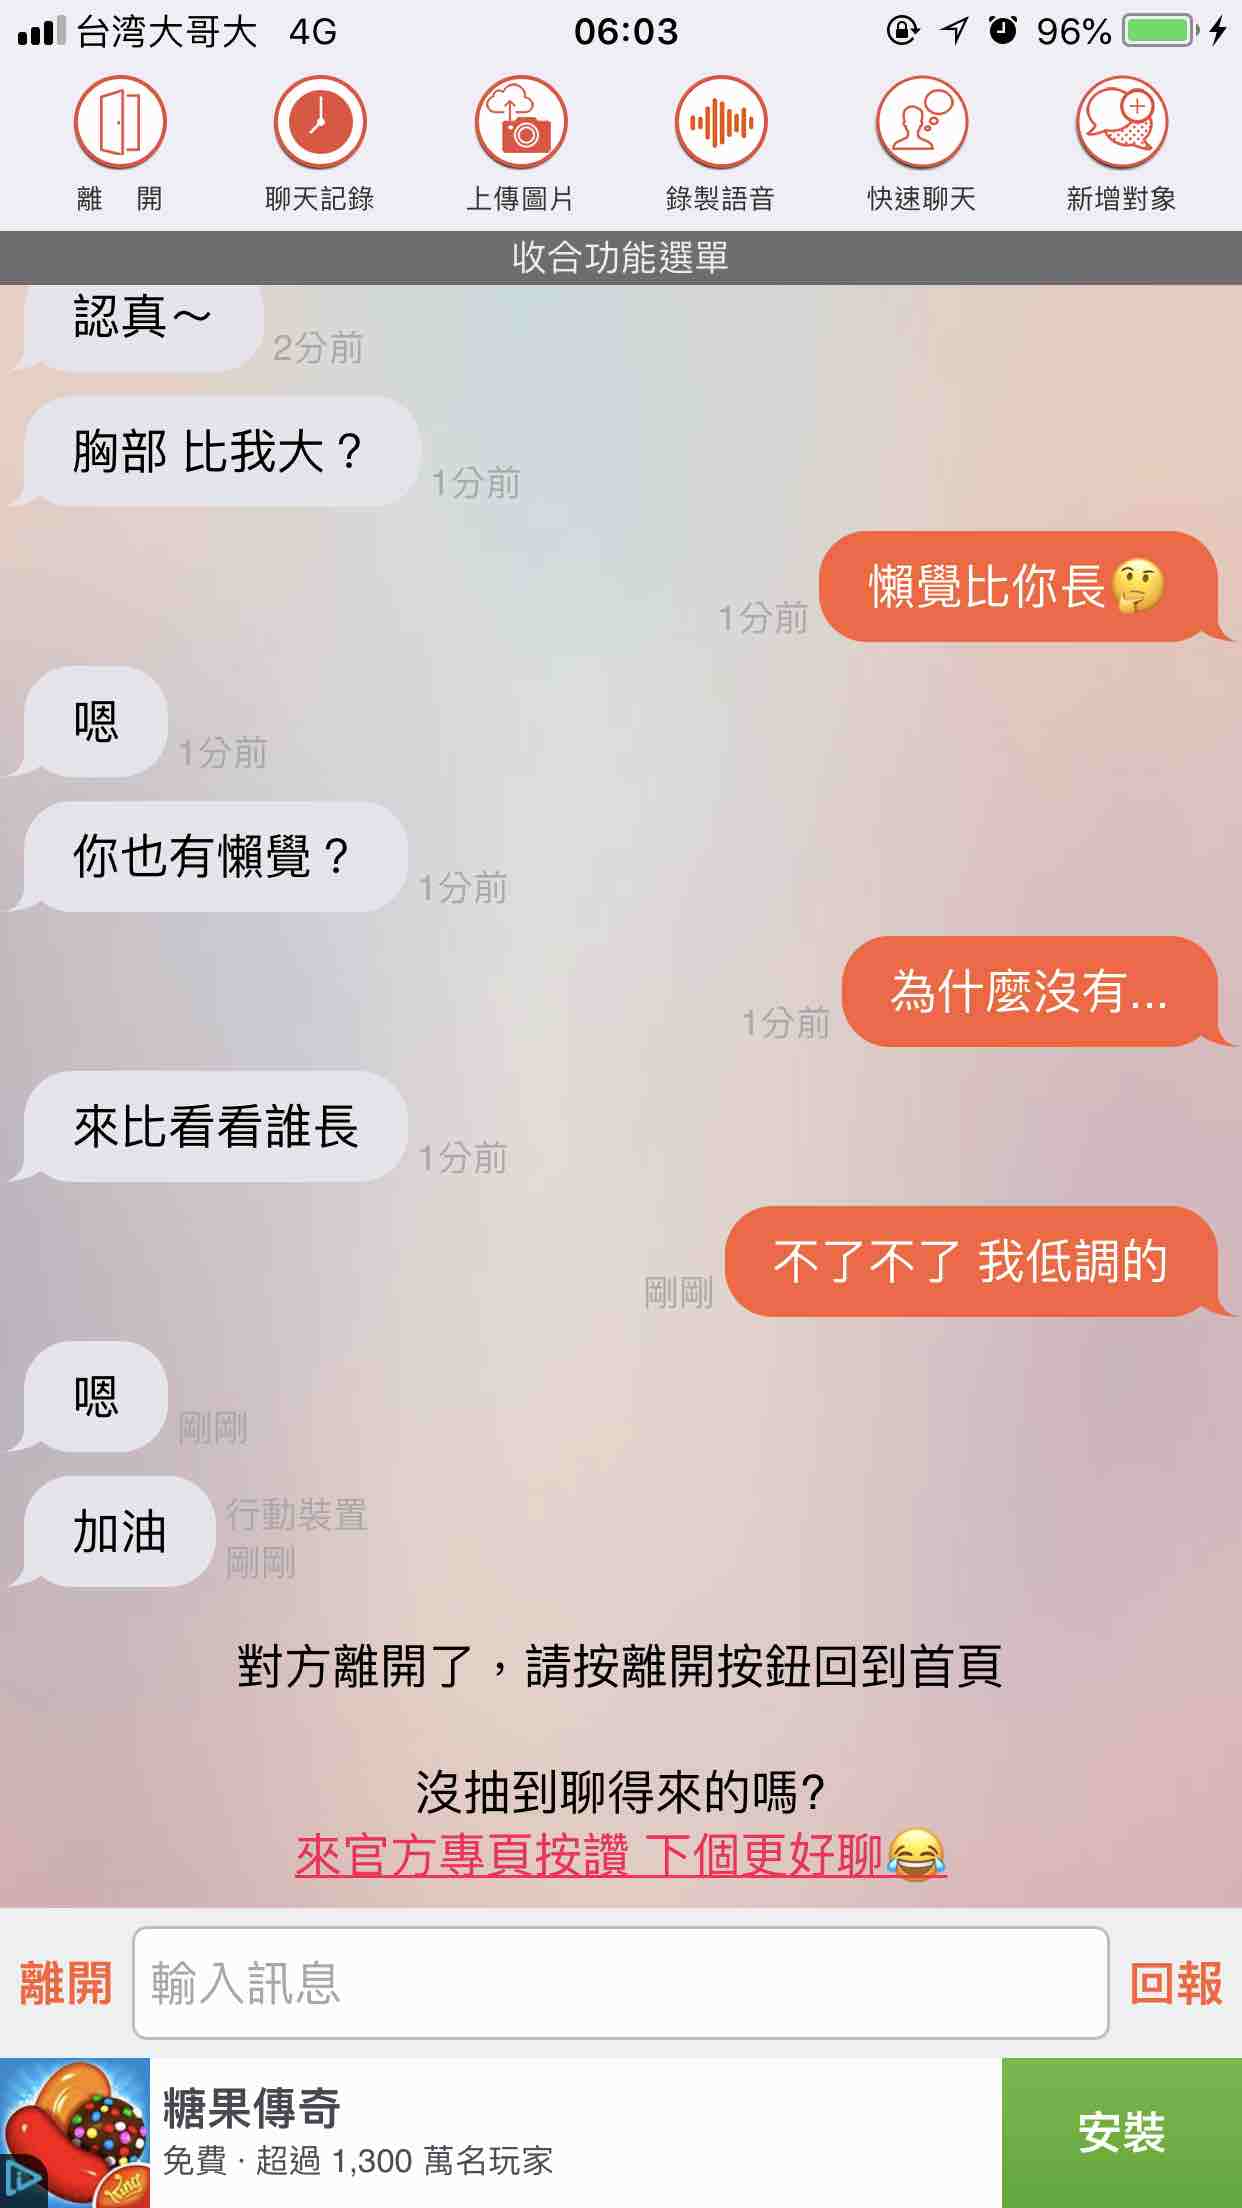 台湾大哥大 4G 06:03 96%
離 開 聊天記錄 上傳圖片 錄製語音 快速聊天 新增對象
收合功能選單
認真～
2分前
胸部 比我大？
1分前
懶覺比你長🤔
1分前
嗯
1分前
你也有懶覺？
1分前
為什麼沒有...
1分前
來比看看誰長
1分前
不了不了 我低調的
剛剛
嗯
剛剛
加油
行動裝置
剛剛
對方離開了，請按離開按鈕回到首頁
沒抽到聊得來的嗎?
來官方專頁按讚 下個更好聊😂
離開 輸入訊息 回報
糖果傳奇
免費 · 超過 1,300 萬名玩家
安裝
King